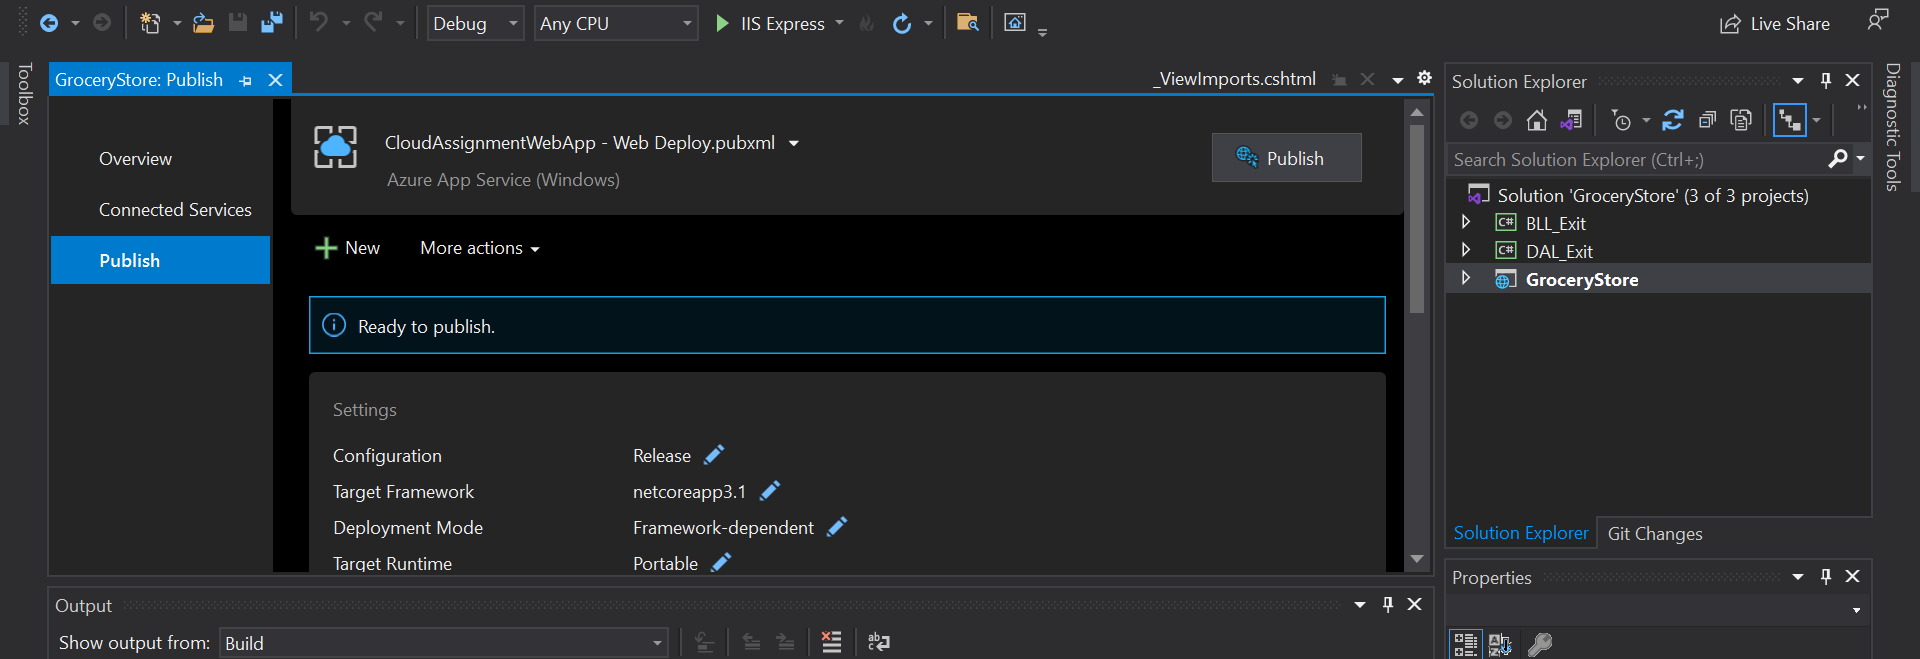 Debug
Any CPU
IIS Express
Live Share
Toolbox
GroceryStore: Publish
_ViewImports.cshtml
Overview
Connected Services
Publish
CloudAssignmentWebApp - Web Deploy.pubxml
Azure App Service (Windows)
Publish
New
More actions
Ready to publish.
Settings
Configuration Release
Target Framework netcoreapp3.1
Deployment Mode Framework-dependent
Target Runtime Portable
Output
Show output from: Build
Solution Explorer
Search Solution Explorer (Ctrl+;)
Solution 'GroceryStore' (3 of 3 projects)
C# BLL_Exit
C# DAL_Exit
GroceryStore
Solution Explorer Git Changes
Properties
Diagnostic Tools